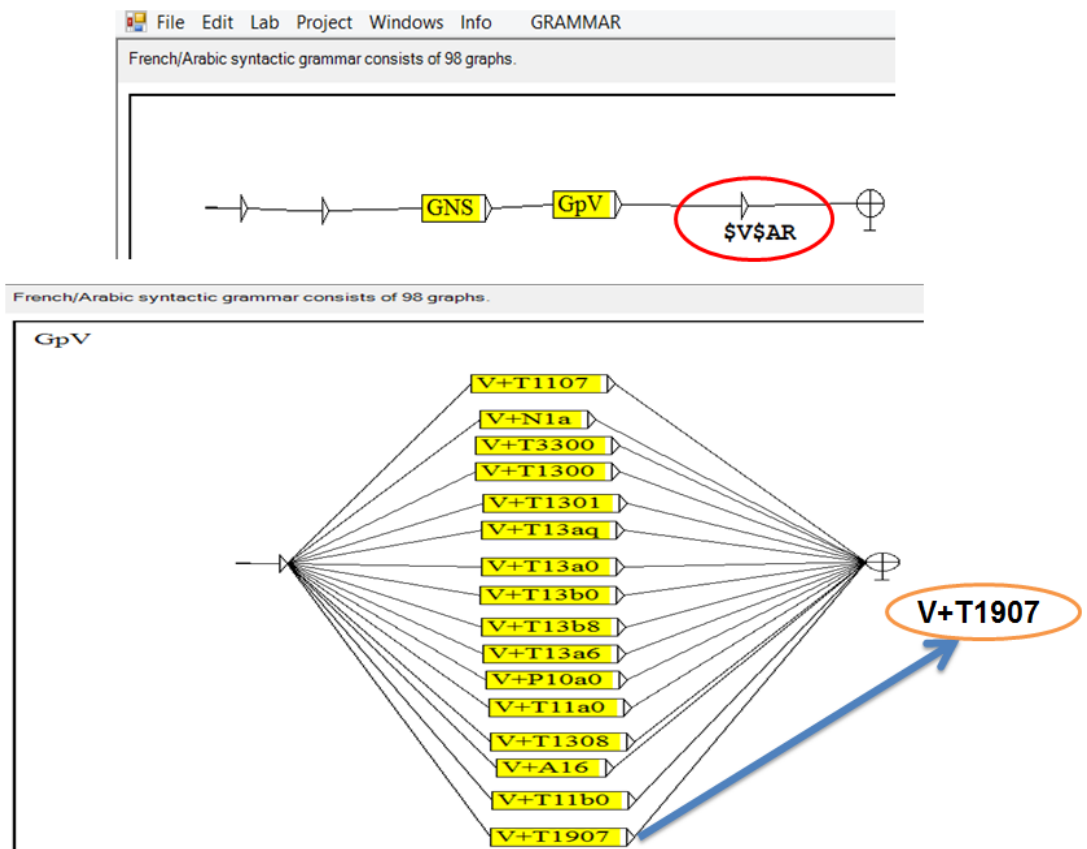 File Edit Lab Project Windows Info GRAMMAR
French/Arabic syntactic grammar consists of 98 graphs.
GNS GpV
$V$AR
French/Arabic syntactic grammar consists of 98 graphs.
GpV
V+T1107
V+N1a
V+T3300
V+T1300
V+T1301
V+T13aq
V+T13a0
V+T13b0
V+T13b8
V+T13a6
V+P10a0
V+T11a0
V+T1308
V+A16
V+T11b0
V+T1907
V+T1907